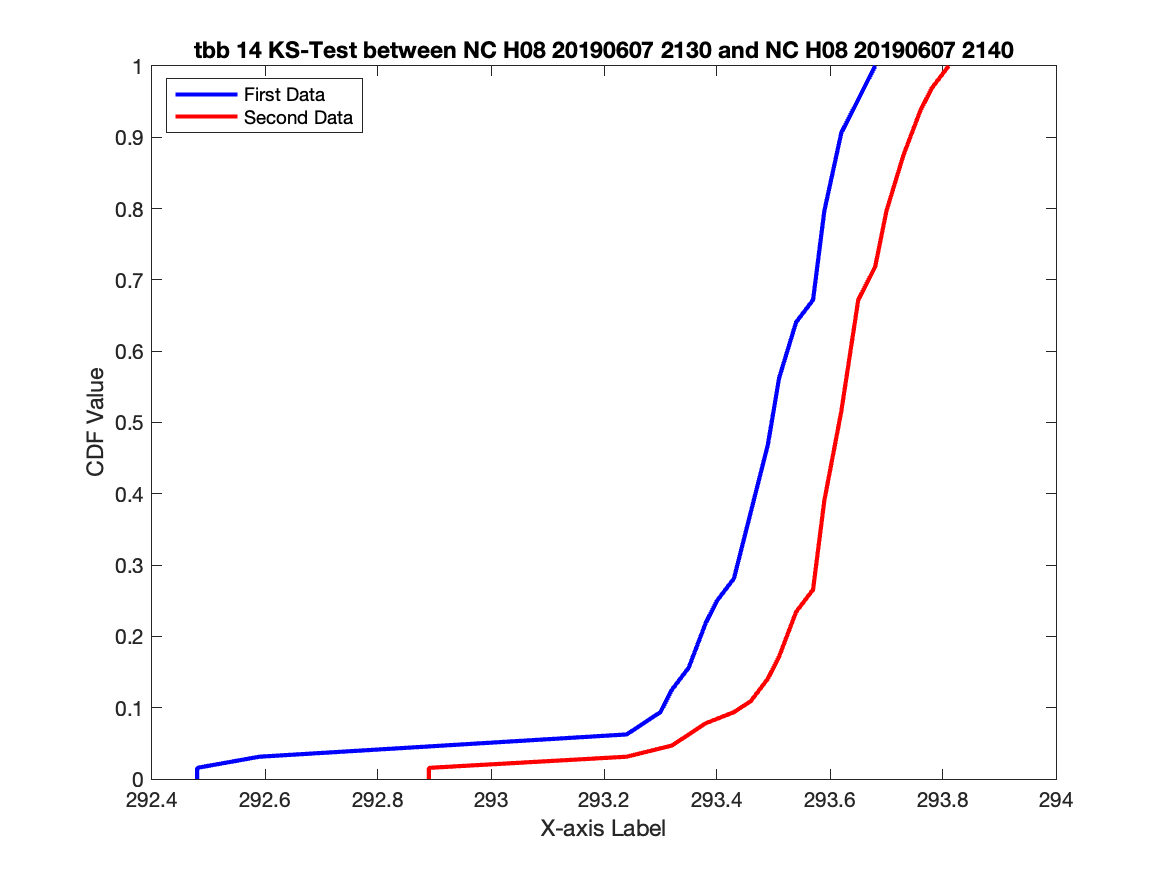 tbb 14 KS-Test between NC H08 20190607 2130 and NC H08 20190607 2140
First Data
Second Data
1
0.9
0.8
0.7
0.6
0.5
0.4
0.3
0.2
0.1
0
CDF Value
292.4 292.6 292.8 293 293.2 293.4 293.6 293.8 294
X-axis Label